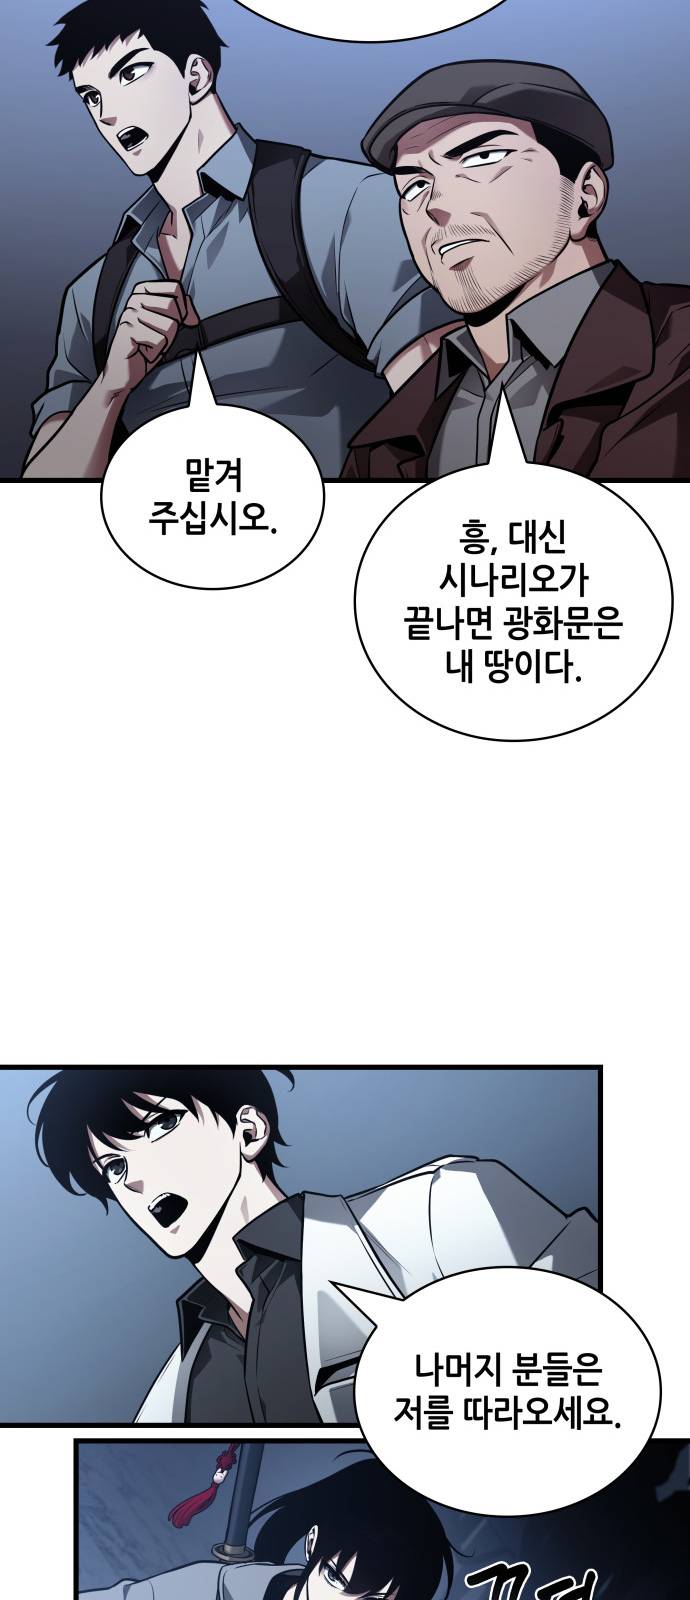 맡겨
주십시오.
흥, 대신
시나리오가
끝나면 광화문은
내 땅이다.
나머지 분들은
저를 따라오세요.